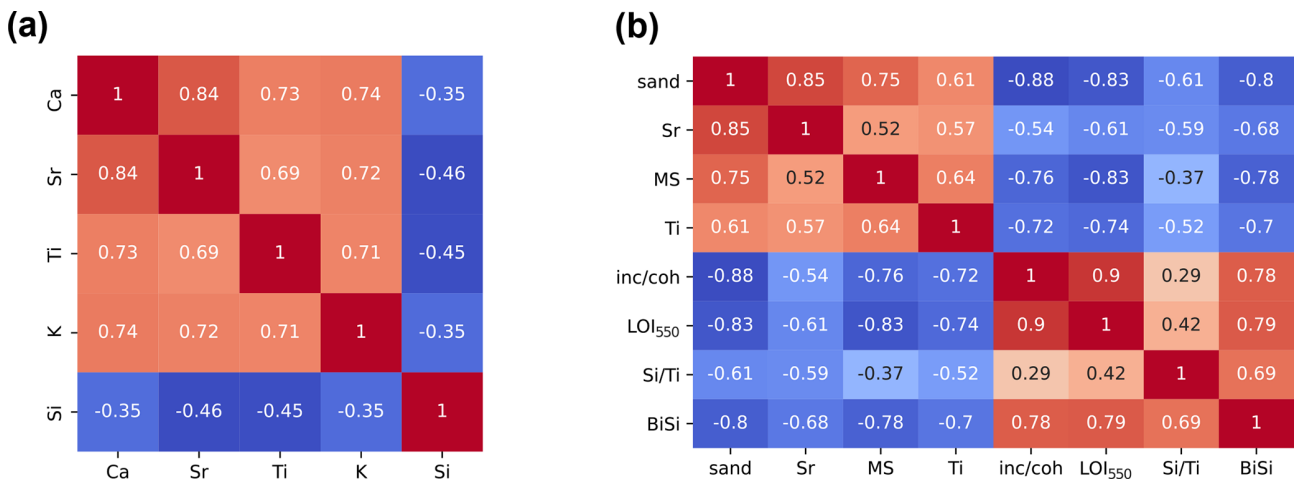 (a)
Ca 1 0.84 0.73 0.74 -0.35
Sr 0.84 1 0.69 0.72 -0.46
Ti 0.73 0.69 1 0.71 -0.45
K 0.74 0.72 0.71 1 -0.35
Si -0.35 -0.46 -0.45 -0.35 1
Ca Sr Ti K Si
(b)
sand 1 0.85 0.75 0.61 -0.88 -0.83 -0.61 -0.8
Sr 0.85 1 0.52 0.57 -0.54 -0.61 -0.59 -0.68
MS 0.75 0.52 1 0.64 -0.76 -0.83 -0.37 -0.78
Ti 0.61 0.57 0.64 1 -0.72 -0.74 -0.52 -0.7
inc/coh -0.88 -0.54 -0.76 -0.72 1 0.9 0.29 0.78
LOI₅₅₀ -0.83 -0.61 -0.83 -0.74 0.9 1 0.42 0.79
Si/Ti -0.61 -0.59 -0.37 -0.52 0.29 0.42 1 0.69
BiSi -0.8 -0.68 -0.78 -0.7 0.78 0.79 0.69 1
sand Sr MS Ti inc/coh LOI₅₅₀ Si/Ti BiSi